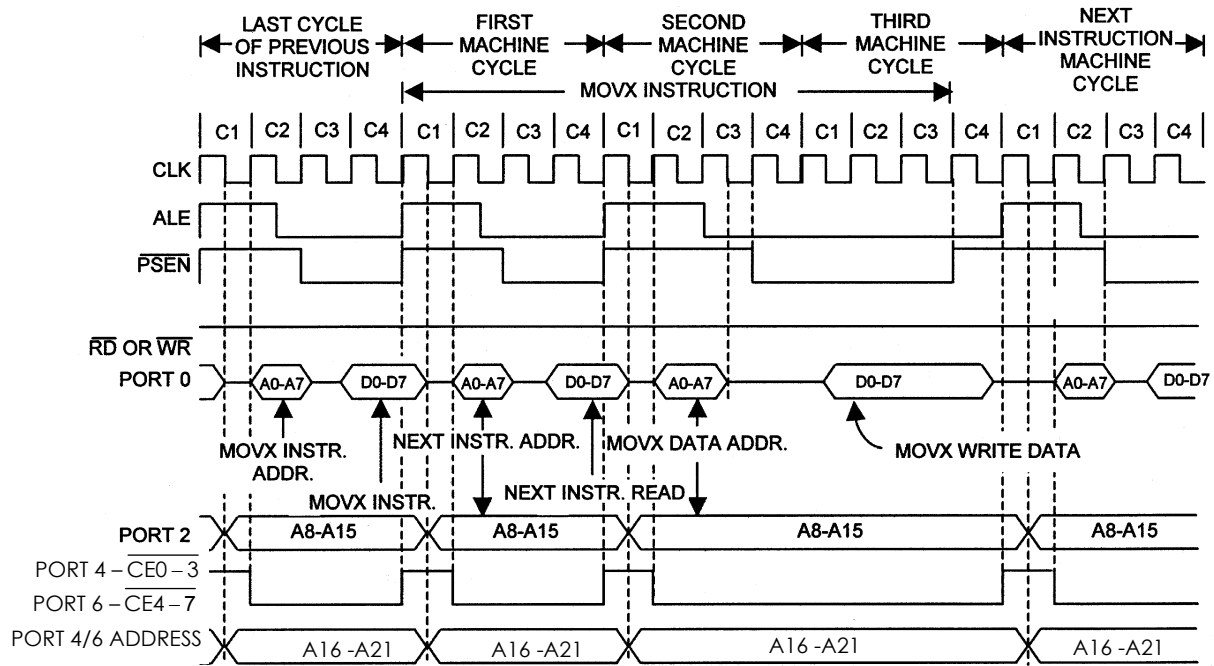 LAST CYCLE
OF PREVIOUS
INSTRUCTION
FIRST
MACHINE
CYCLE
SECOND
MACHINE
CYCLE
THIRD
MACHINE
CYCLE
NEXT
INSTRUCTION
MACHINE
CYCLE
MOVX INSTRUCTION
C1 C2 C3 C4 C1 C2 C3 C4 C1 C2 C3 C4 C1 C2 C3 C4 C1 C2 C3 C4
CLK
ALE
PSEN
RD OR WR
PORT 0
A0-A7 D0-D7 A0-A7 D0-D7 A0-A7 D0-D7 A0-A7 D0-D7
MOVX INSTR.
ADDR.
NEXT INSTR. ADDR.
MOVX DATA ADDR.
MOVX WRITE DATA
MOVX INSTR.
NEXT INSTR. READ
PORT 2
A8-A15 A8-A15 A8-A15 A8-A15
PORT 4 – CE0 – 3
PORT 6 – CE4 – 7
PORT 4/6 ADDRESS
A16 -A21 A16 -A21 A16 -A21 A16 -A21